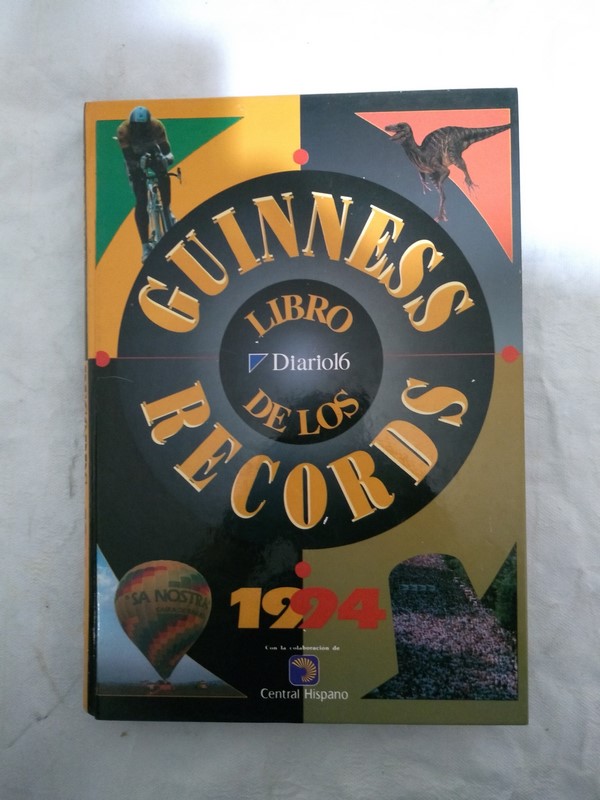 GUINNESS
LIBRO
Diario16
DE LOS
RECORDS
1994
"SA NOSTRA
Con la colaboración de
Central Hispano